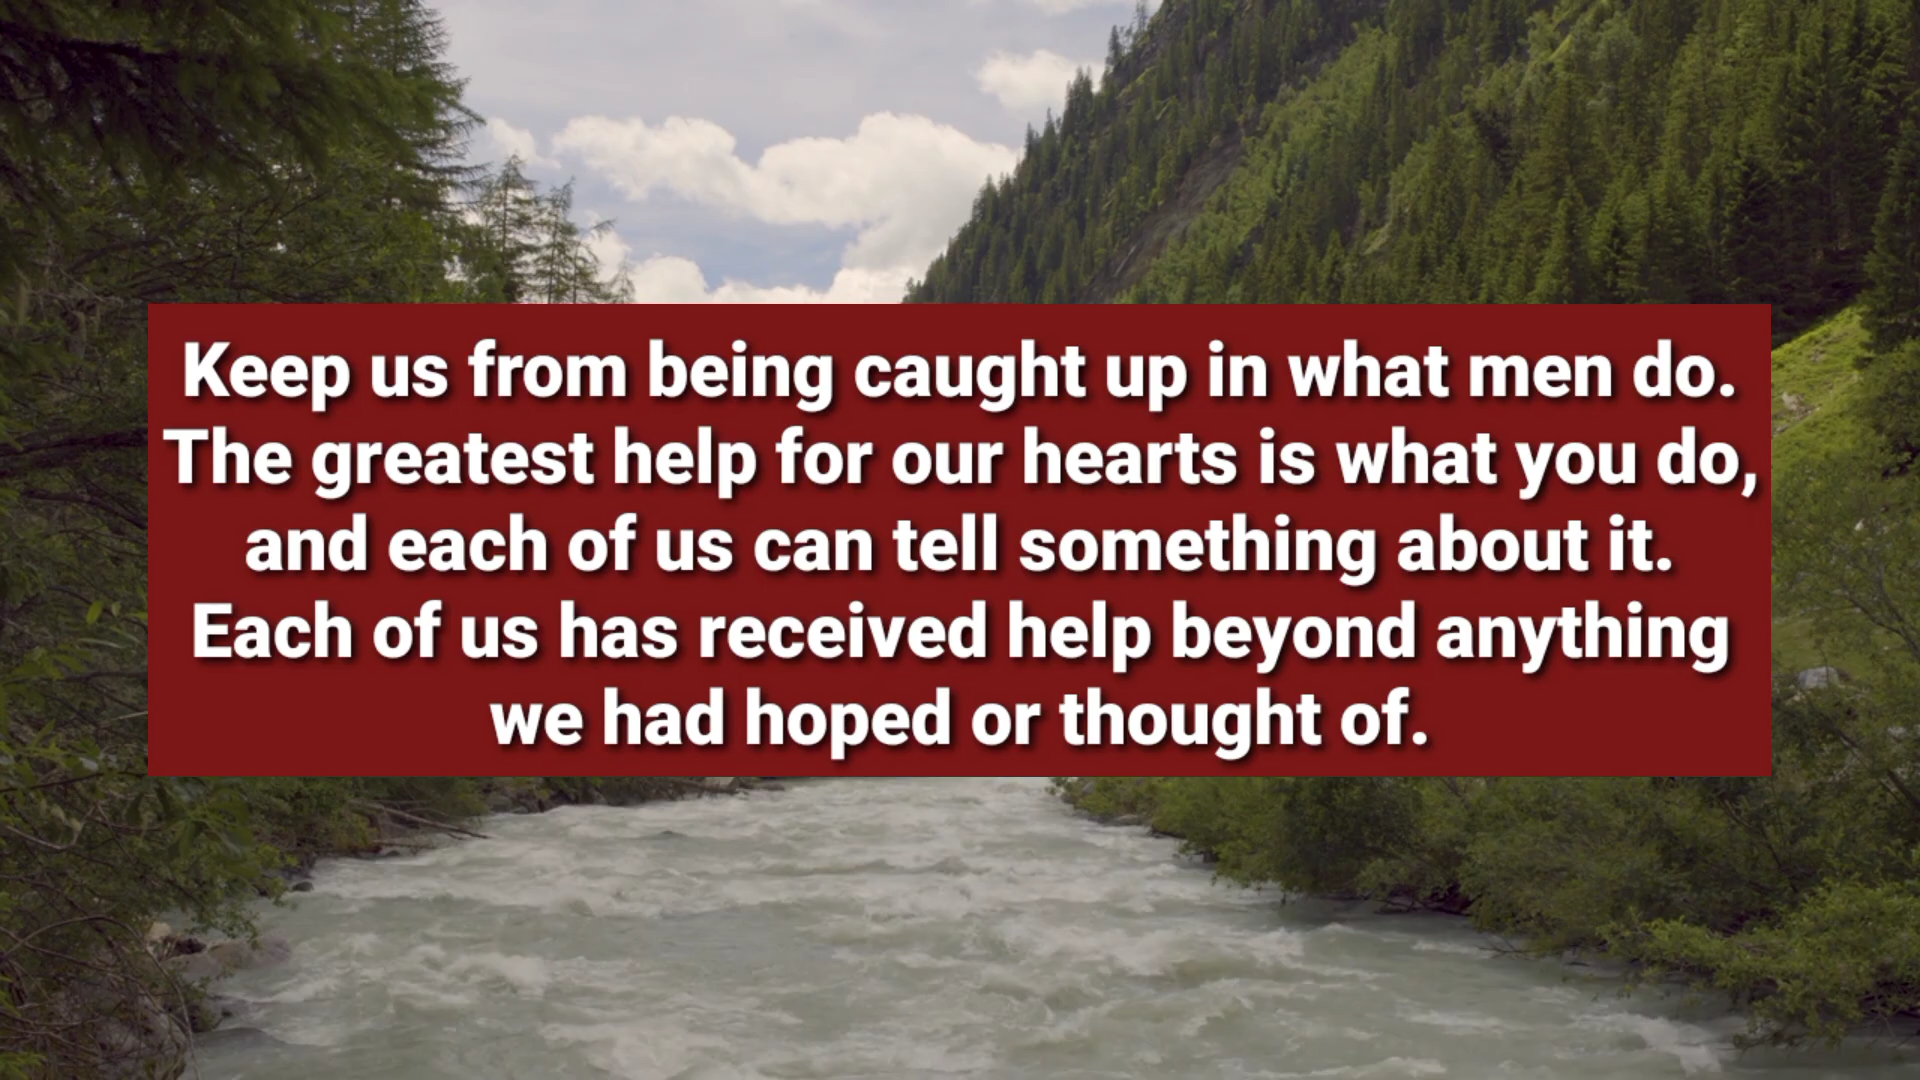 Keep us from being caught up in what men do.
The greatest help for our hearts is what you do,
and each of us can tell something about it.
Each of us has received help beyond anything
we had hoped or thought of.